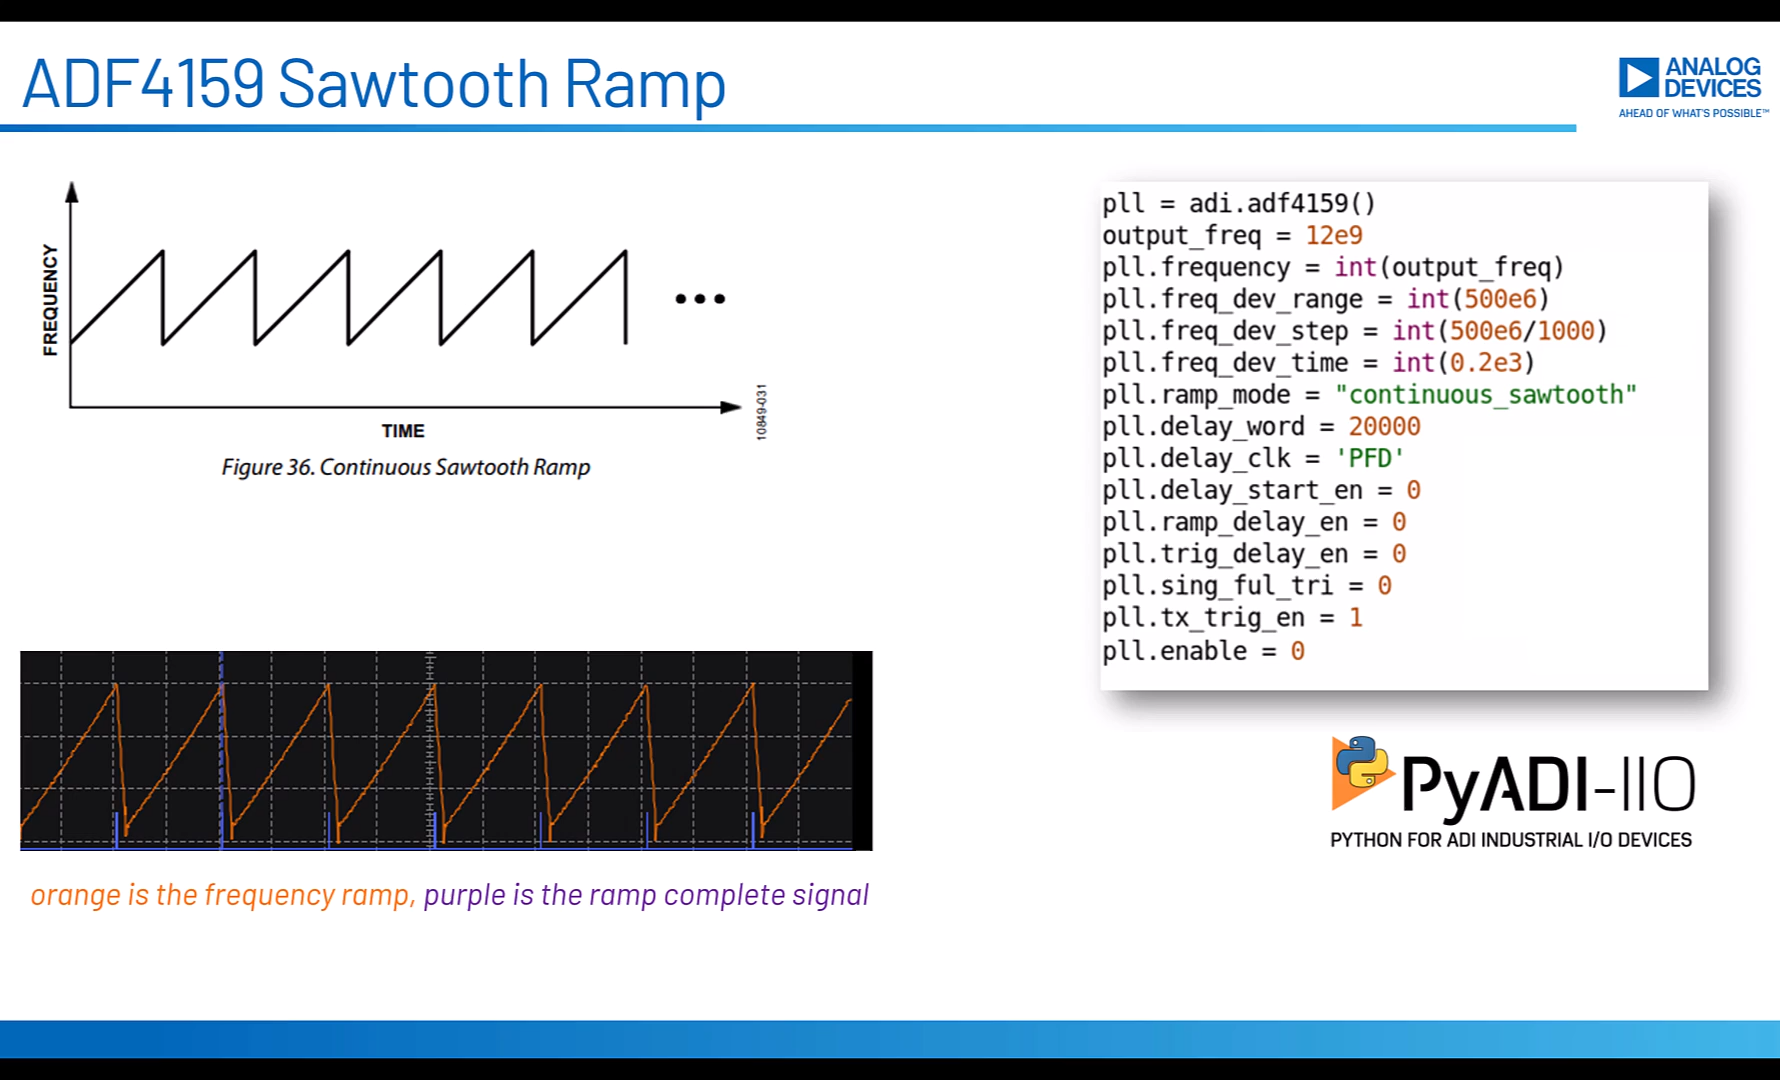 ADF4159 Sawtooth Ramp
ANALOG
DEVICES
AHEAD OF WHAT'S POSSIBLE™
FREQUENCY
TIME
10849-031
Figure 36. Continuous Sawtooth Ramp
pll = adi.adf4159()
output_freq = 12e9
pll.frequency = int(output_freq)
pll.freq_dev_range = int(500e6)
pll.freq_dev_step = int(500e6/1000)
pll.freq_dev_time = int(0.2e3)
pll.ramp_mode = "continuous_sawtooth"
pll.delay_word = 20000
pll.delay_clk = 'PFD'
pll.delay_start_en = 0
pll.ramp_delay_en = 0
pll.trig_delay_en = 0
pll.sing_ful_tri = 0
pll.tx_trig_en = 1
pll.enable = 0
PyADI-IIO
PYTHON FOR ADI INDUSTRIAL I/O DEVICES
orange is the frequency ramp, purple is the ramp complete signal